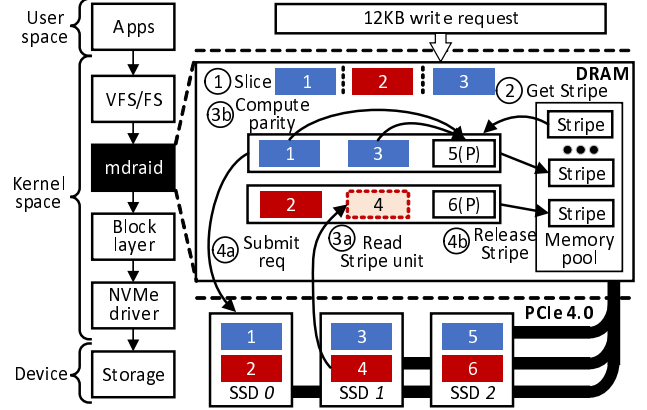 User
space
Apps
Kernel
space
VFS/FS
mdraid
Block
layer
NVMe
driver
Device
Storage
12KB write request
DRAM
1 Slice
1
2
3
2 Get Stripe
3b Compute
parity
1
3
5(P)
2
4
6(P)
Stripe
Stripe
Stripe
Memory
pool
4a Submit
req
3a Read
Stripe unit
4b Release
Stripe
PCIe 4.0
1
2
SSD 0
3
4
SSD 1
5
6
SSD 2